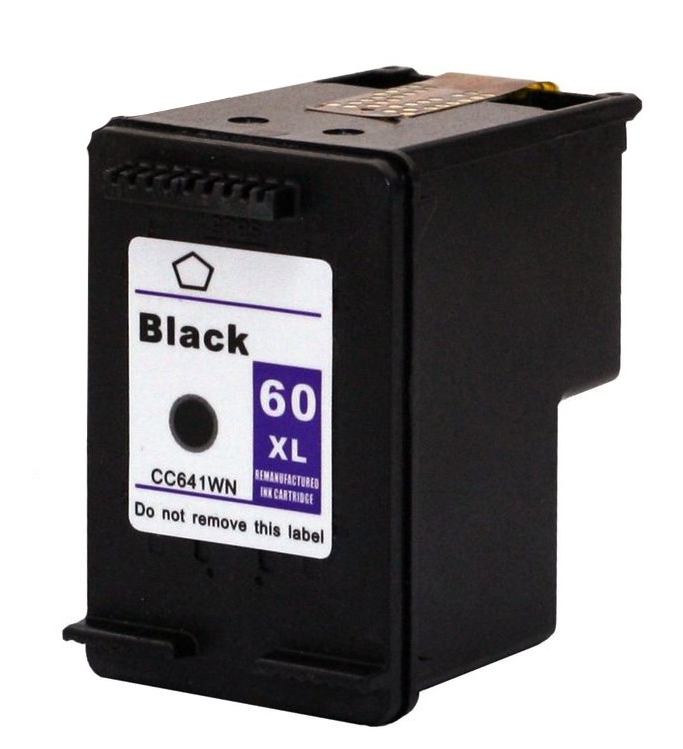 Black
60
XL
REMANUFACTURED
INK CARTRIDGE
CC641WN
Do not remove this label